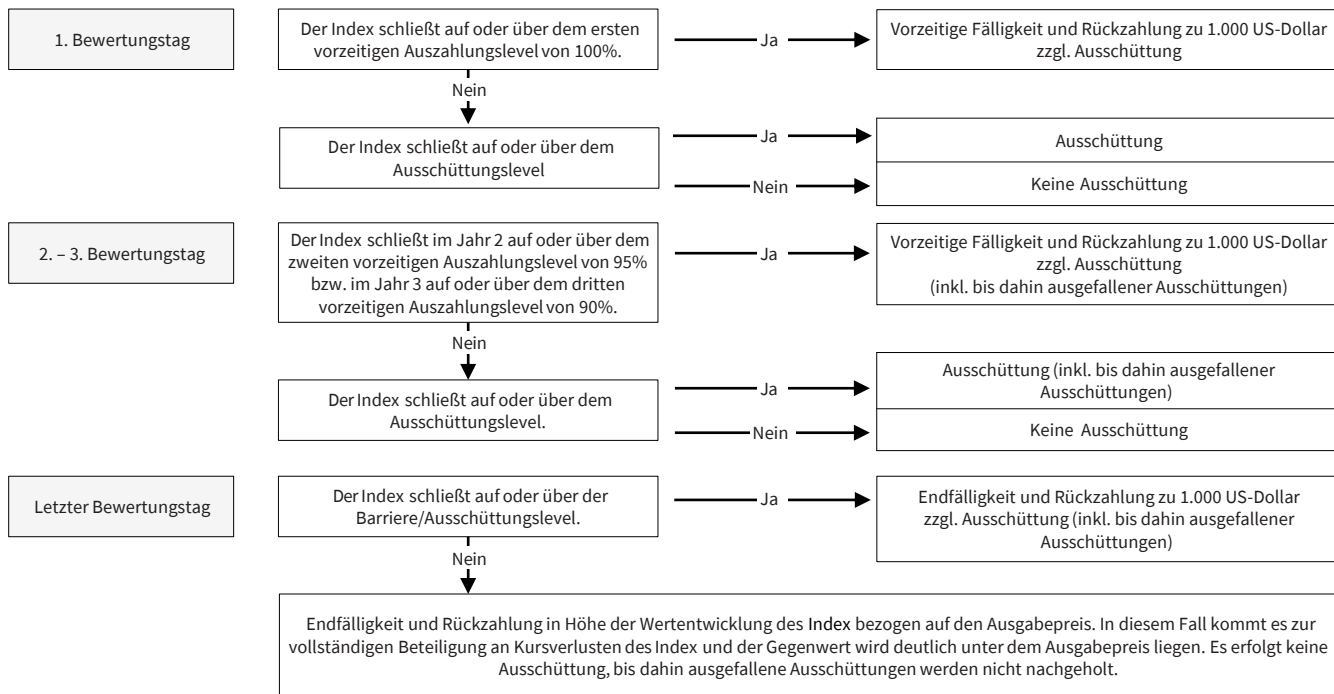 1. Bewertungstag
Der Index schließt auf oder über dem ersten
vorzeitigen Auszahlungslevel von 100%.
Ja
Vorzeitige Fälligkeit und Rückzahlung zu 1.000 US-Dollar
zzgl. Ausschüttung
Nein
Der Index schließt auf oder über dem
Ausschüttungslevel
Ja
Ausschüttung
Nein
Keine Ausschüttung
2. – 3. Bewertungstag
Der Index schließt im Jahr 2 auf oder über dem
zweiten vorzeitigen Auszahlungslevel von 95%
bzw. im Jahr 3 auf oder über dem dritten
vorzeitigen Auszahlungslevel von 90%.
Ja
Vorzeitige Fälligkeit und Rückzahlung zu 1.000 US-Dollar
zzgl. Ausschüttung
(inkl. bis dahin ausgefallener Ausschüttungen)
Nein
Der Index schließt auf oder über dem
Ausschüttungslevel.
Ja
Ausschüttung (inkl. bis dahin ausgefallener
Ausschüttungen)
Nein
Keine Ausschüttung
Letzter Bewertungstag
Der Index schließt auf oder über der
Barriere/Ausschüttungslevel.
Ja
Endfälligkeit und Rückzahlung zu 1.000 US-Dollar
zzgl. Ausschüttung (inkl. bis dahin ausgefallener
Ausschüttungen)
Nein
Endfälligkeit und Rückzahlung in Höhe der Wertentwicklung des Index bezogen auf den Ausgabepreis. In diesem Fall kommt es zur
vollständigen Beteiligung an Kursverlusten des Index und der Gegenwert wird deutlich unter dem Ausgabepreis liegen. Es erfolgt keine
Ausschüttung, bis dahin ausgefallene Ausschüttungen werden nicht nachgeholt.